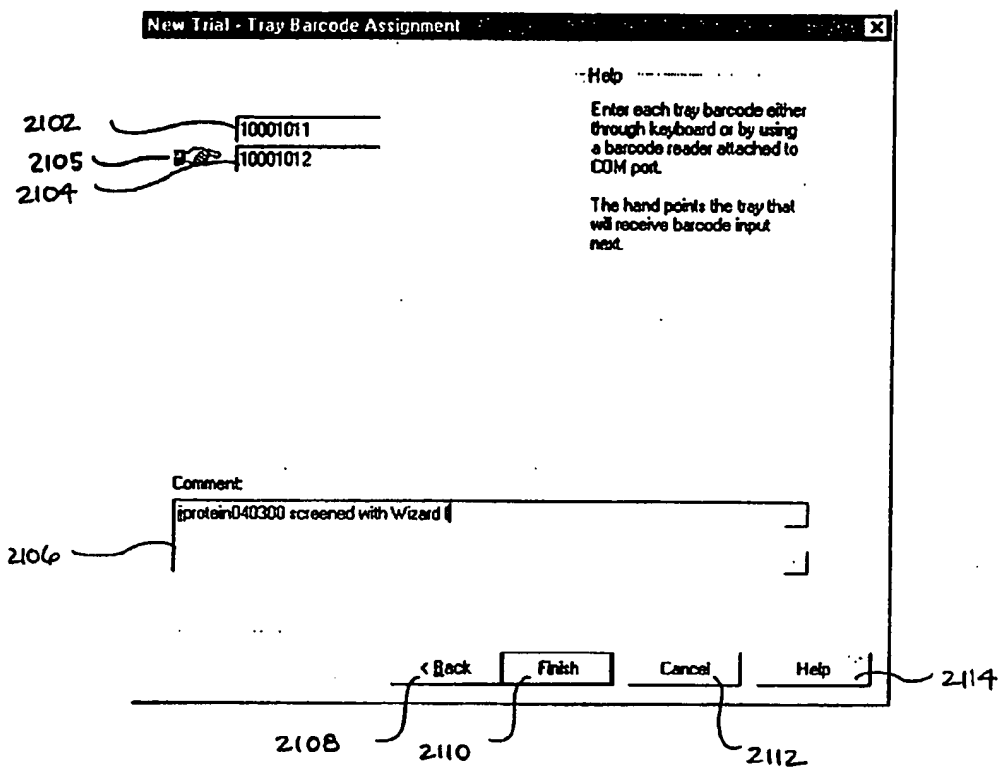 New Trial - Tray Barcode Assignment
Help
Enter each tray barcode either
through keyboard or by using
a barcode reader attached to
COM port.
The hand points the tray that
will receive barcode input
next.
2102
10001011
2105
10001012
2104
Comment:
jprotein040300 screened with Wizard
2106
< Back
Finish
Cancel
Help
2114
2108
2110
2112